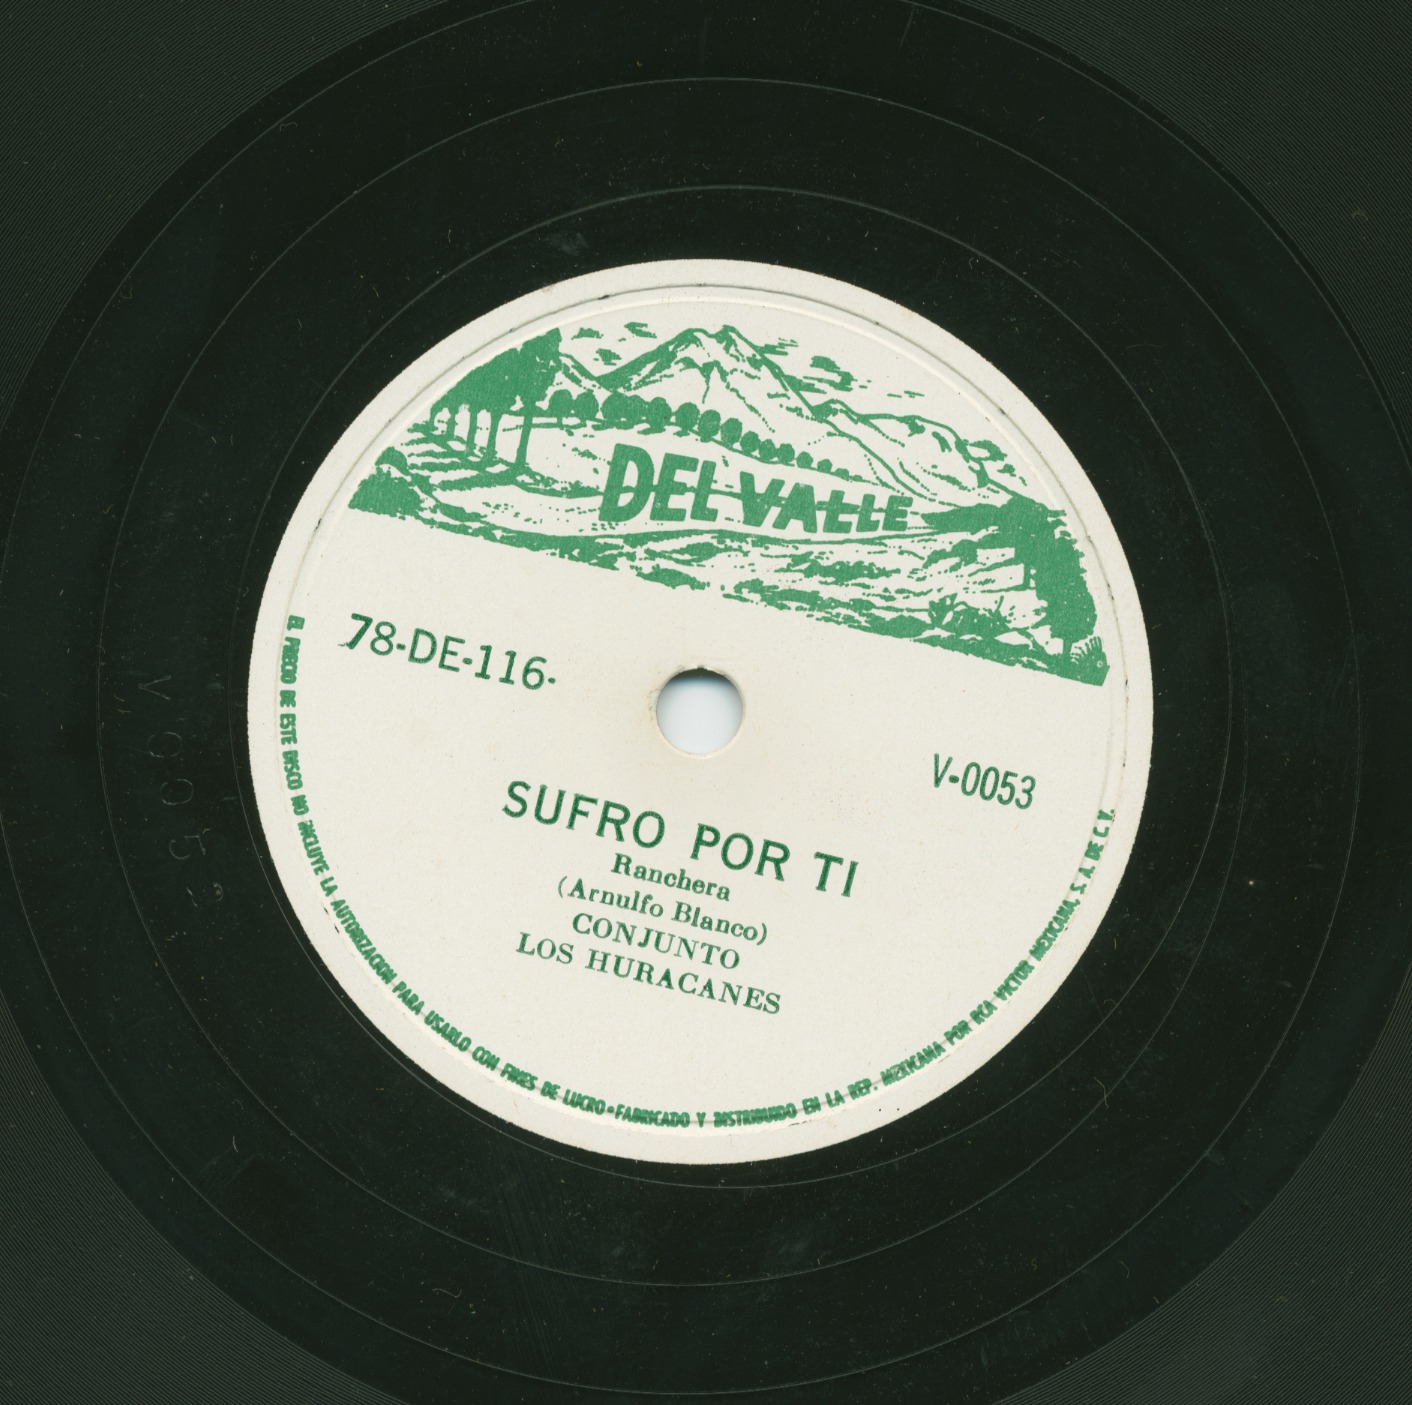 DEL VALLE
78-DE-116-
V-0053
SUFRO POR TI
Ranchera
(Arnulfo Blanco)
CONJUNTO
LOS HURACANES
EL PRECIO DE ESTE DISCO NO INCLUYE LA AUTORIZACION PARA USARLO CON FINES DE LUCRO • FABRICADO Y DISTRIBUIDO EN LA REP. MEXICANA POR RCA VICTOR MEXICANA, S. A. DE C. V.